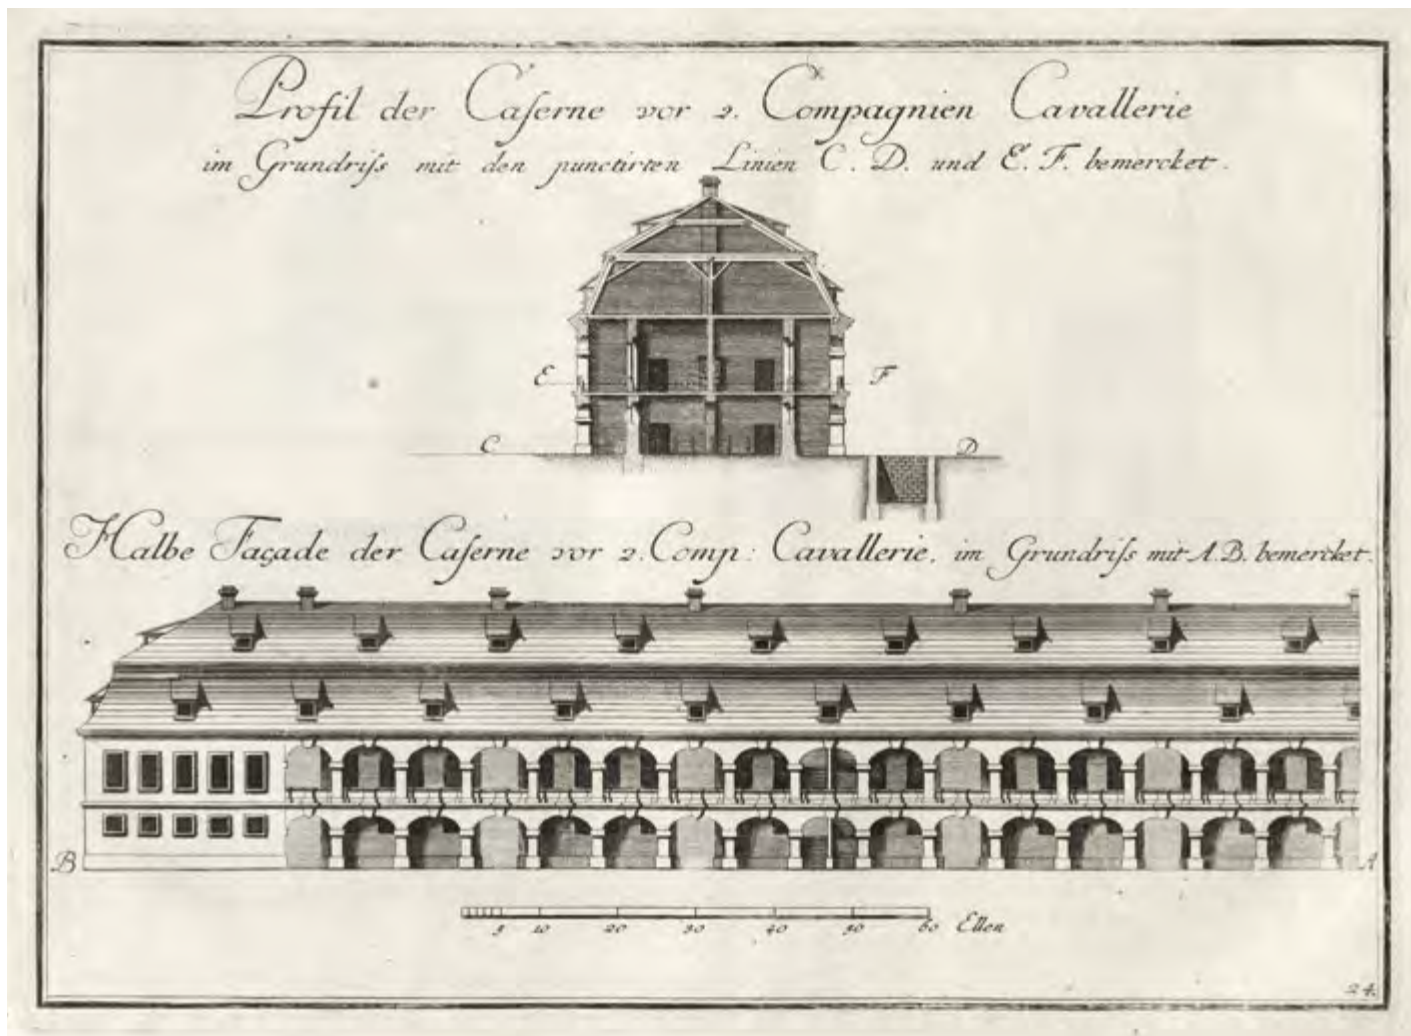 Profil der Caserne vor 2. Compagnien Cavallerie
im Grundriss mit den punctirten Linien C. D. und E. F. bemercket.
E F
C D
Halbe Façade der Caserne vor 2. Comp: Cavallerie, im Grundriss mit A. B. bemercket.
B A
5 10 20 30 40 50 60 Ellen
24.